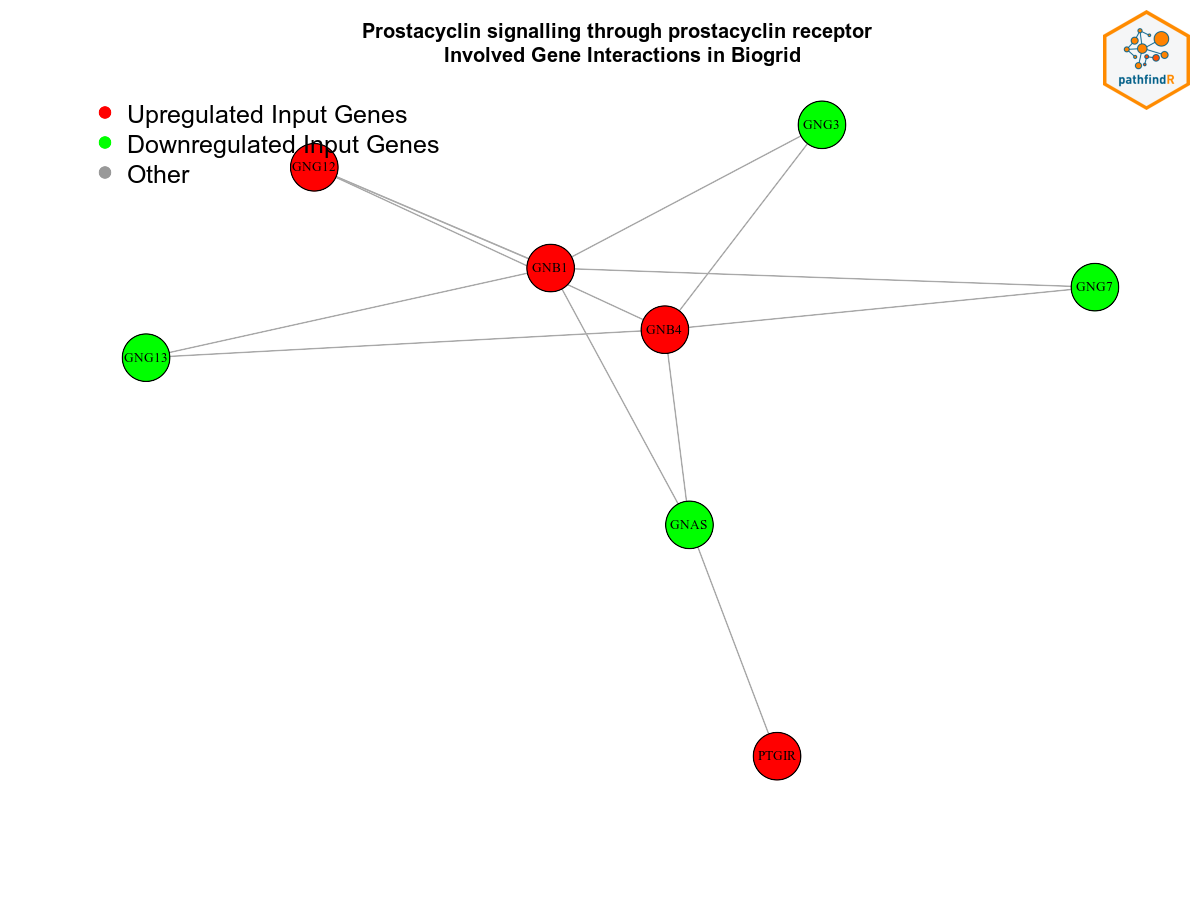 Prostacyclin signalling through prostacyclin receptor
Involved Gene Interactions in Biogrid
pathfindR
Upregulated Input Genes
Downregulated Input Genes
Other
GNG3
GNG12
GNB1
GNG7
GNB4
GNG13
GNAS
PTGIR